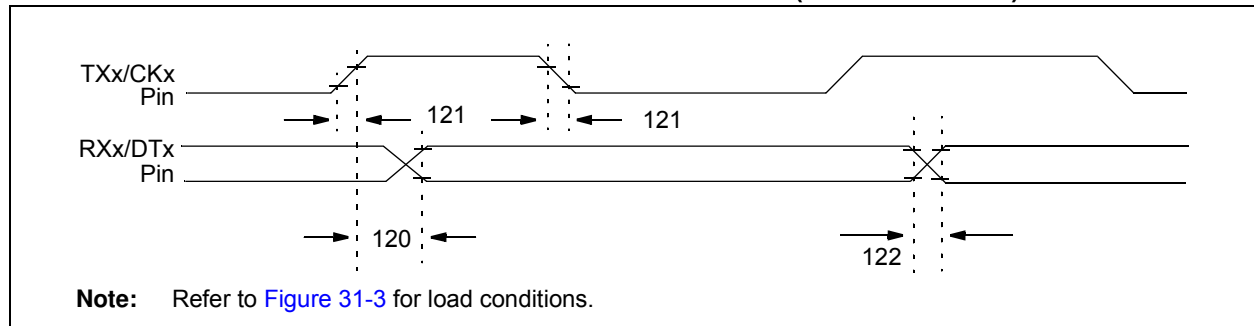 TXx/CKx
Pin
121
121
RXx/DTx
Pin
120
122
Note: Refer to Figure 31-3 for load conditions.